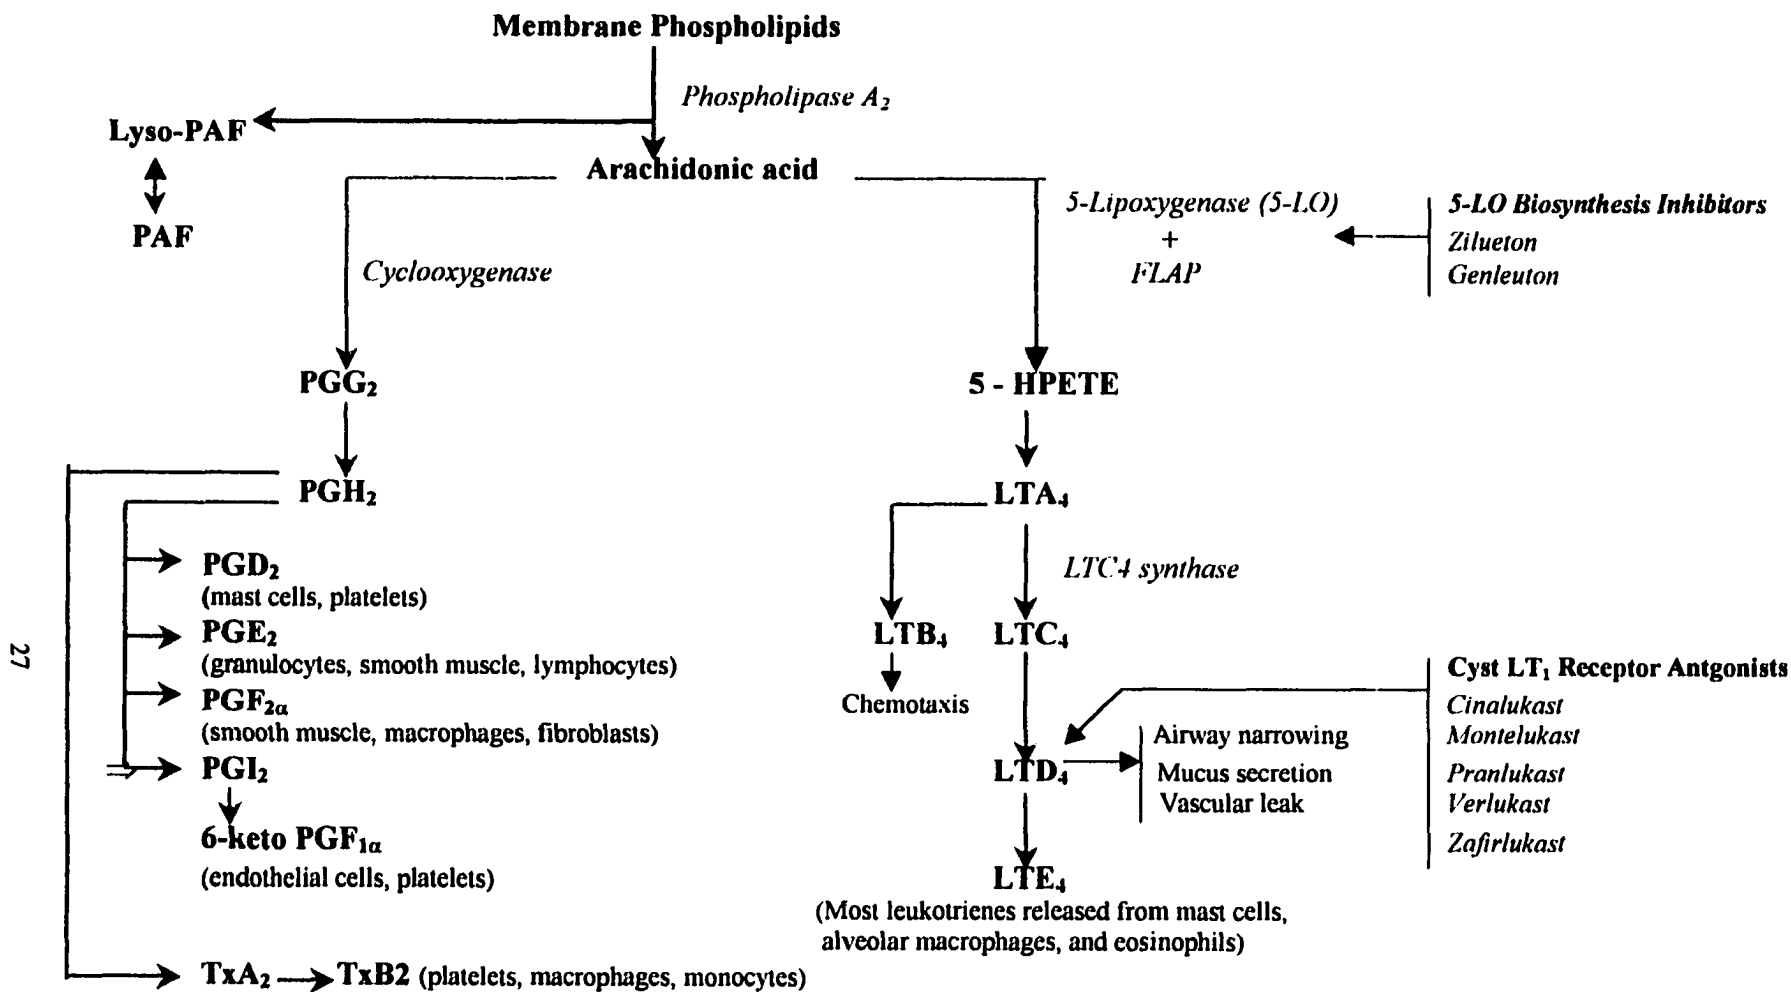 Membrane Phospholipids
Phospholipase A₂
Lyso-PAF
Arachidonic acid
PAF
5-Lipoxygenase (5-LO)
+
FLAP
5-LO Biosynthesis Inhibitors
Zilueton
Genleuton
Cyclooxygenase
PGG₂
5 - HPETE
PGH₂
LTA₄
PGD₂
(mast cells, platelets)
LTC4 synthase
PGE₂
(granulocytes, smooth muscle, lymphocytes)
LTB₄
LTC₄
Chemotaxis
PGF₂α
(smooth muscle, macrophages, fibroblasts)
Cyst LT₁ Receptor Antgonists
Cinalukast
Montelukast
Pranlukast
Verlukast
Zafirlukast
PGI₂
LTD₄
Airway narrowing
Mucus secretion
Vascular leak
6-keto PGF₁α
(endothelial cells, platelets)
LTE₄
(Most leukotrienes released from mast cells,
alveolar macrophages, and eosinophils)
TxA₂ TxB2 (platelets, macrophages, monocytes)
27